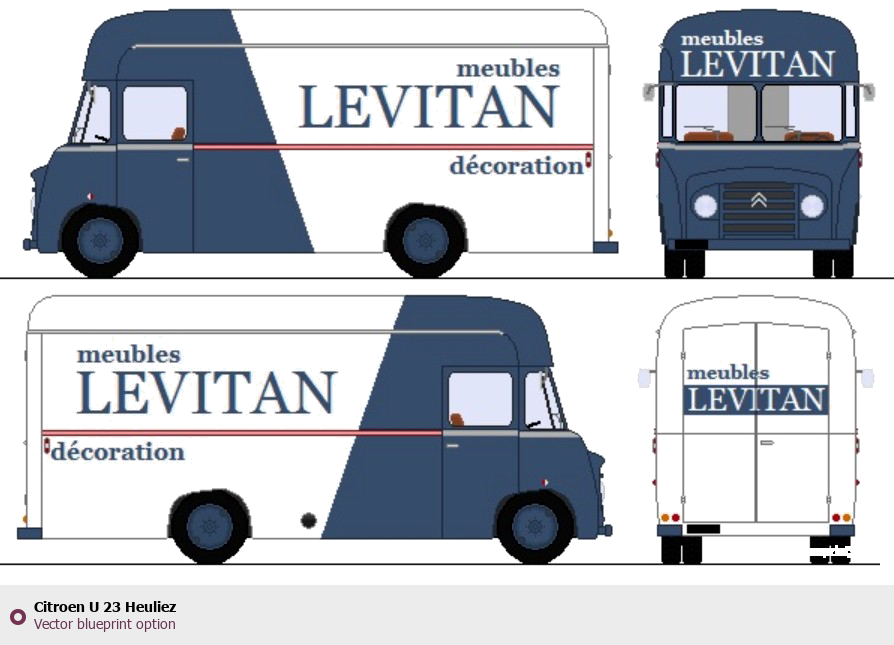 meubles
LEVITAN
décoration
meubles
LEVITAN
meubles
LEVITAN
décoration
meubles
LEVITAN
Citroen U 23 Heuliez
Vector blueprint option